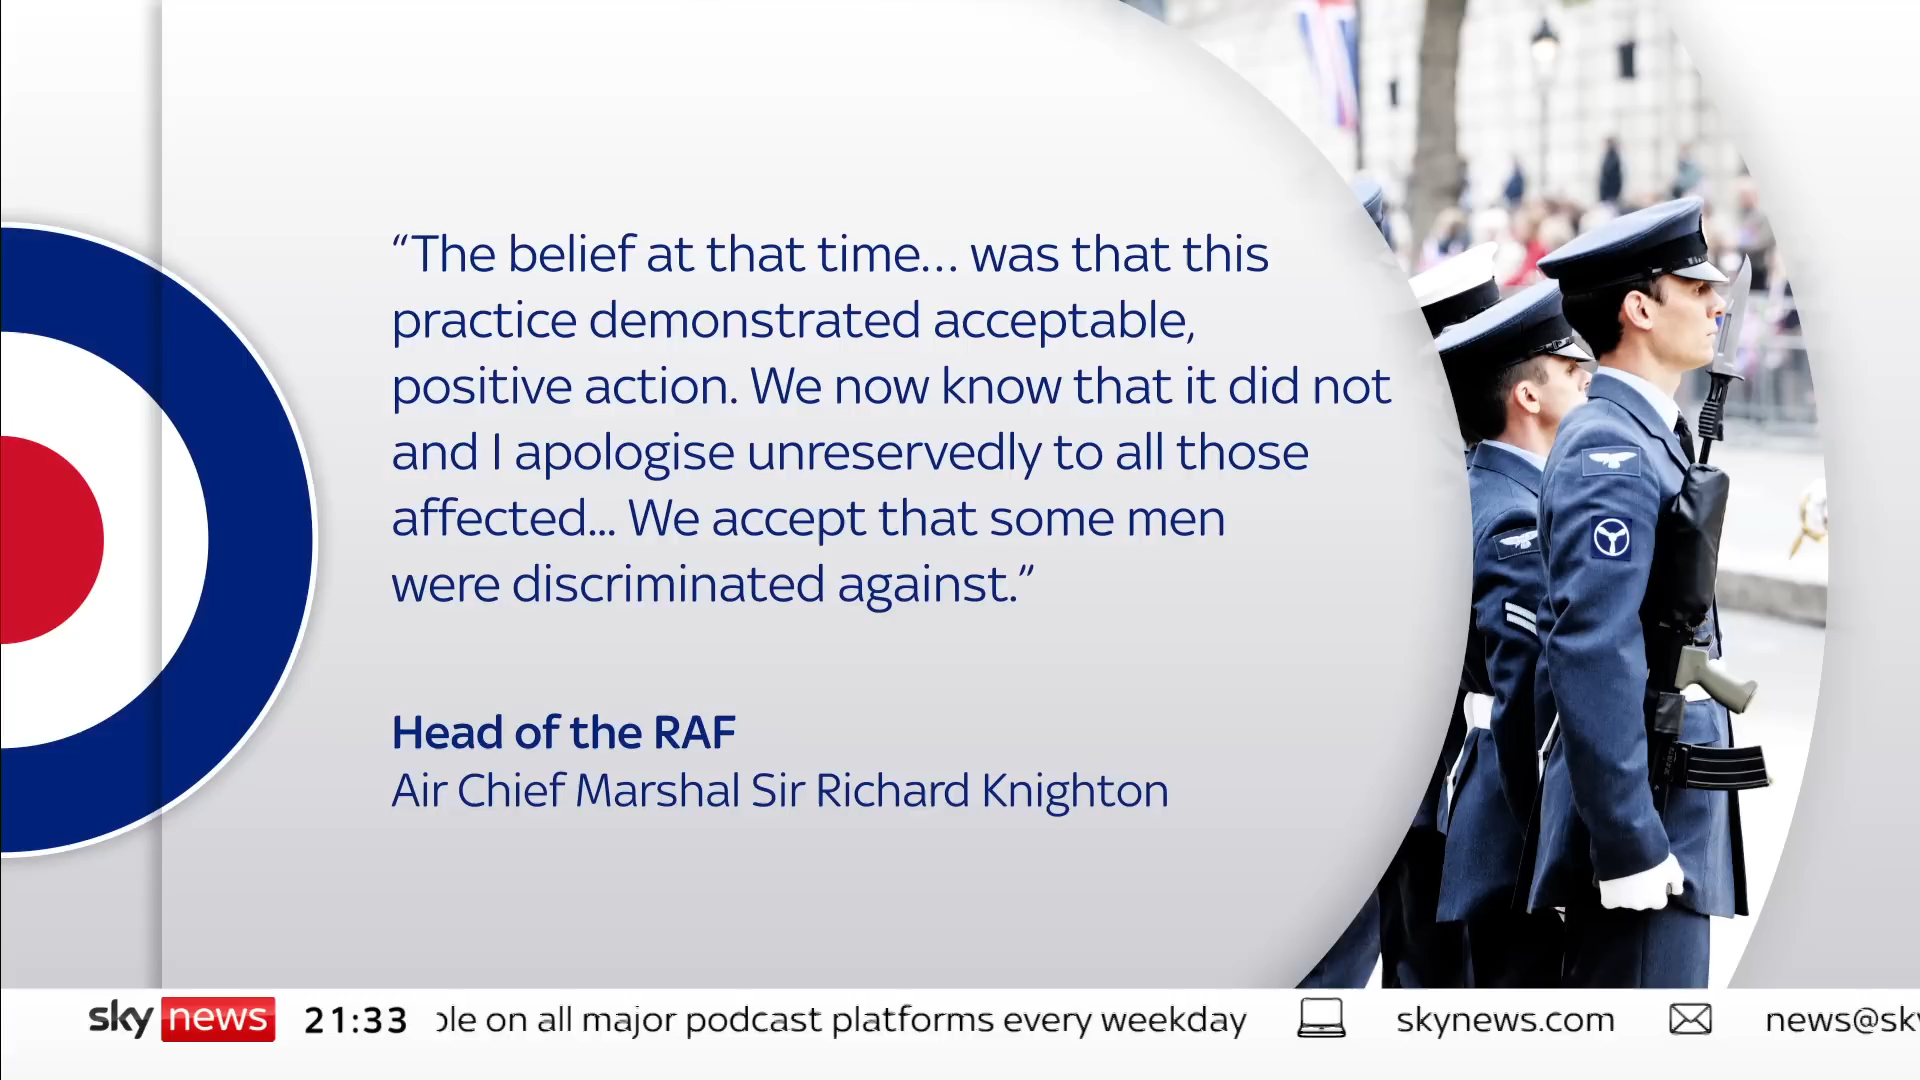 “The belief at that time... was that this
practice demonstrated acceptable,
positive action. We now know that it did not
and I apologise unreservedly to all those
affected... We accept that some men
were discriminated against.”
Head of the RAF
Air Chief Marshal Sir Richard Knighton
sky news 21:33 on all major podcast platforms every weekday skynews.com